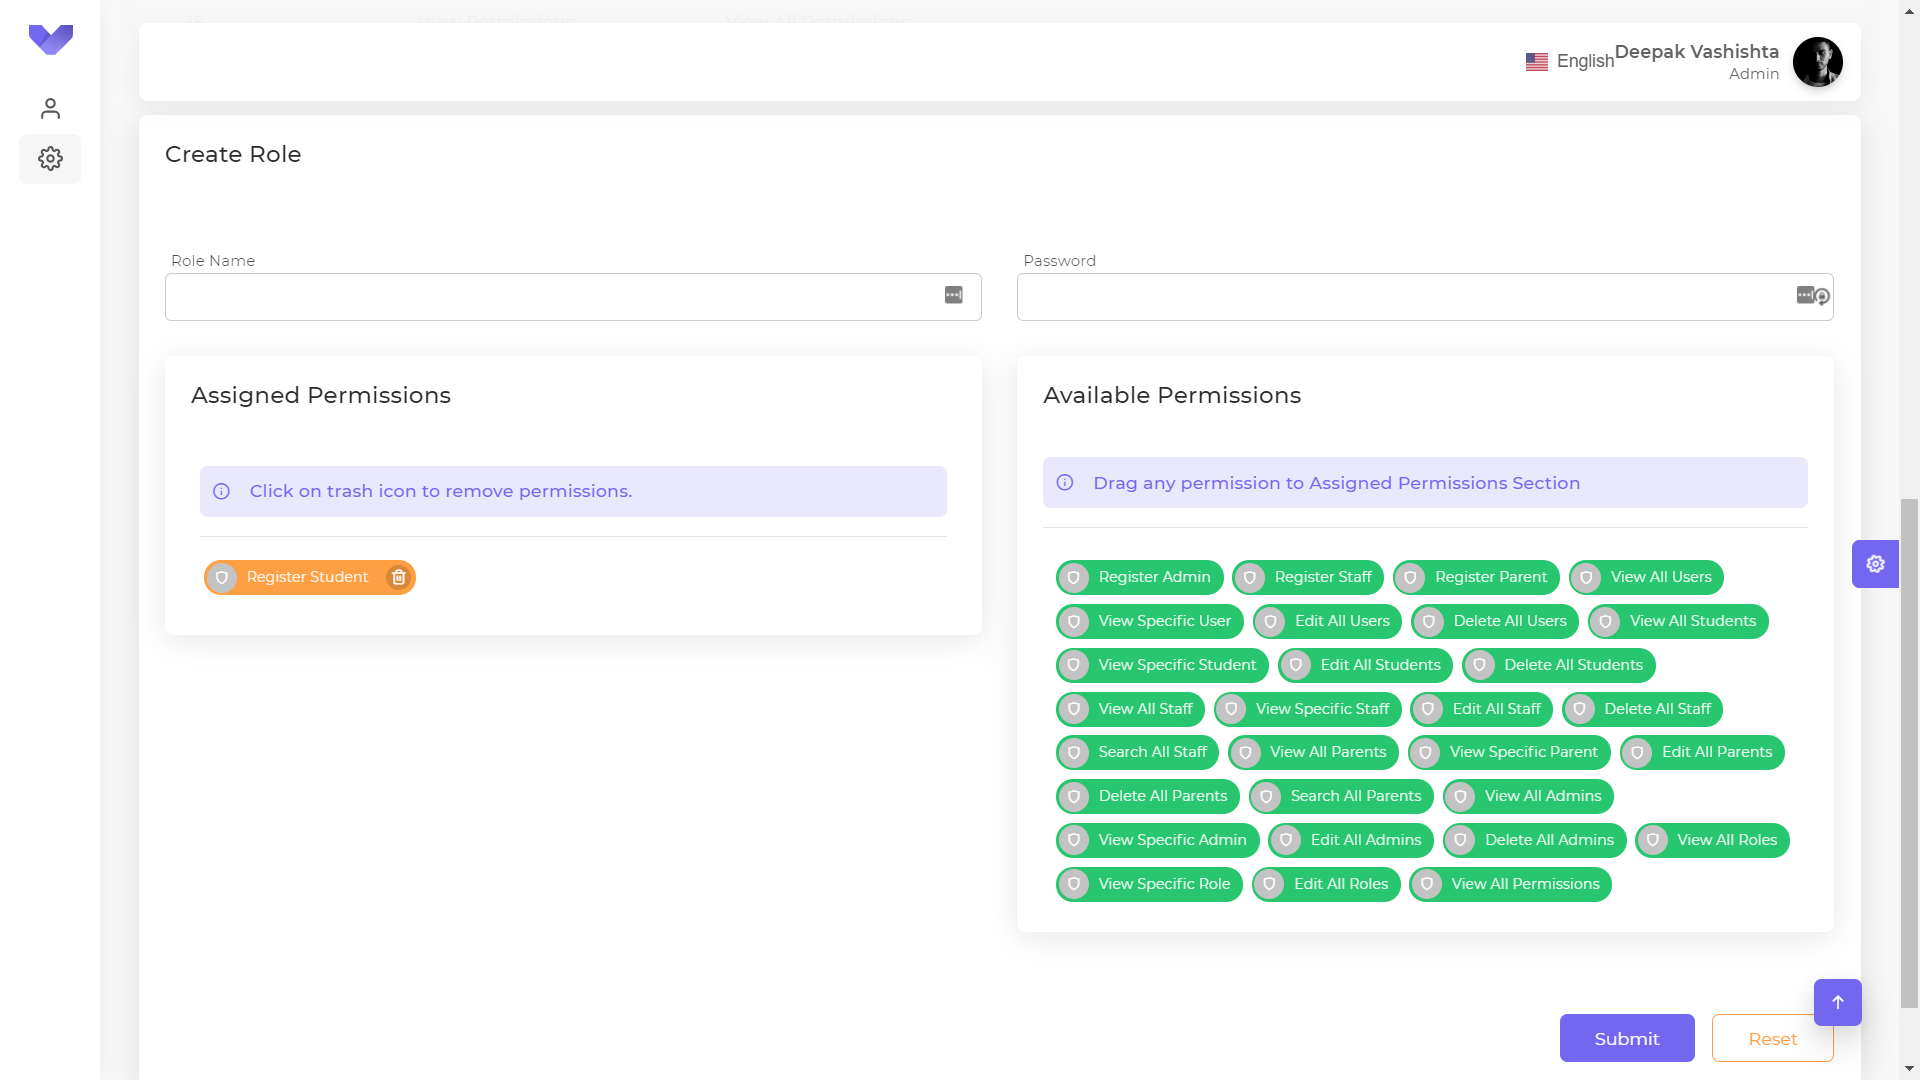 15 View Permissions View All Permissions
English Deepak Vashishta
Admin
Create Role
Role Name
Password
Assigned Permissions
Available Permissions
Click on trash icon to remove permissions.
Drag any permission to Assigned Permissions Section
Register Student
Register Admin Register Staff Register Parent View All Users
View Specific User Edit All Users Delete All Users View All Students
View Specific Student Edit All Students Delete All Students
View All Staff View Specific Staff Edit All Staff Delete All Staff
Search All Staff View All Parents View Specific Parent Edit All Parents
Delete All Parents Search All Parents View All Admins
View Specific Admin Edit All Admins Delete All Admins View All Roles
View Specific Role Edit All Roles View All Permissions
Submit Reset